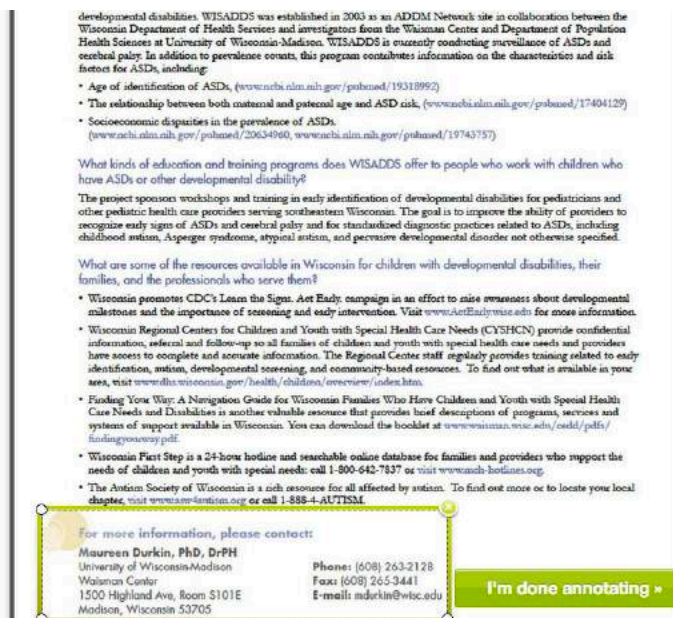 developmental disabilities. WISADDS was established in 2003 as an ADDM Network site in collaboration between the
Wisconsin Department of Health Services and investigators from the Waisman Center and Department of Population
Health Sciences at University of Wisconsin-Madison. WISADDS is currently conducting surveillance of ASDs and
cerebral palsy. In addition to prevalence counts, this program contributes information on the characteristics and risk
factors for ASDs, including:
• Age of identification of ASDs, (www.ncbi.nlm.nih.gov/pubmed/19318992)
• The relationship between both maternal and paternal age and ASD risk, (www.ncbi.nlm.nih.gov/pubmed/17404129)
• Socioeconomic disparities in the prevalence of ASDs.
(www.ncbi.nlm.nih.gov/pubmed/20634960, www.ncbi.nlm.nih.gov/pubmed/19743757)
What kinds of education and training programs does WISADDS offer to people who work with children who
have ASDs or other developmental disability?
The project sponsors workshops and training in early identification of developmental disabilities for pediatricians and
other pediatric health care providers serving southeastern Wisconsin. The goal is to improve the ability of providers to
recognize early signs of ASDs and cerebral palsy and for standardized diagnostic practices related to ASDs, including
childhood autism, Asperger syndrome, atypical autism, and pervasive developmental disorder not otherwise specified.
What are some of the resources available in Wisconsin for children with developmental disabilities, their
families, and the professionals who serve them?
• Wisconsin promotes CDC's Learn the Signs. Act Early. campaign in an effort to raise awareness about developmental
milestones and the importance of screening and early intervention. Visit www.ActEarly.wisc.edu for more information.
• Wisconsin Regional Centers for Children and Youth with Special Health Care Needs (CYSHCN) provide confidential
information, referral and follow-up so all families of children and youth with special health care needs and providers
have access to complete and accurate information. The Regional Center staff regularly provides training related to early
identification, autism, developmental screening, and community-based resources. To find out what is available in your
area, visit www.dhs.wisconsin.gov/health/children/overview/index.htm.
• Finding Your Way: A Navigation Guide for Wisconsin Families Who Have Children and Youth with Special Health
Care Needs and Disabilities is another valuable resource that provides brief descriptions of programs, services and
systems of support available in Wisconsin. You can download the booklet at www.waisman.wisc.edu/cedd/pdfs/
findingyourway.pdf.
• Wisconsin First Step is a 24-hour hotline and searchable online database for families and providers who support the
needs of children and youth with special needs: call 1-800-642-7837 or visit www.mch-hotlines.org.
• The Autism Society of Wisconsin is a rich resource for all affected by autism. To find out more or to locate your local
chapter, visit www.asw4autism.org or call 1-888-4-AUTISM.
For more information, please contact:
Maureen Durkin, PhD, DrPH
University of Wisconsin-Madison Phone: (608) 263-2128
Waisman Center Fax: (608) 265-3441
1500 Highland Ave, Room S101E E-mail: mdurkin@wisc.edu
Madison, Wisconsin 53705
I'm done annotating »